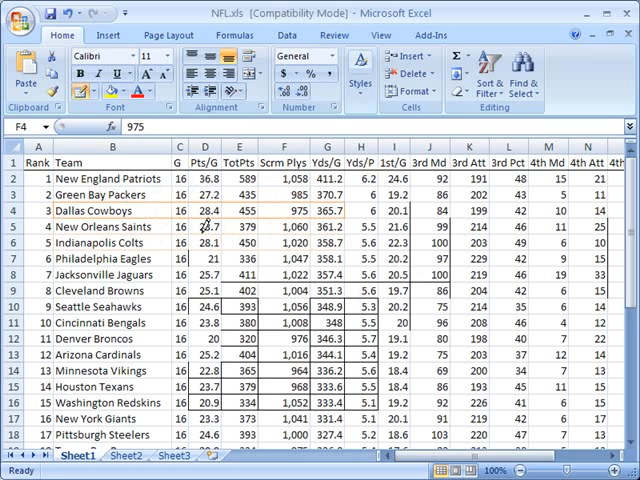 NFL.xls [Compatibility Mode] - Microsoft Excel
Home Insert Page Layout Formulas Data Review View Add-Ins
Paste Calibri 11 General Styles Insert Delete Format Sort & Filter Find & Select
Clipboard Font Alignment Number Cells Editing
F4 975
A B C D E F G H I J K L M N
1 Rank Team G Pts/G TotPts Scrm Plys Yds/G Yds/P 1st/G 3rd Md 3rd Att 3rd Pct 4th Md 4th Att 4th
2 1 New England Patriots 16 36.8 589 1,058 411.2 6.2 24.6 92 191 48 15 21
3 2 Green Bay Packers 16 27.2 435 985 370.7 6 19.2 86 202 43 5 11
4 3 Dallas Cowboys 16 28.4 455 975 365.7 6 20.1 84 199 42 10 14
5 4 New Orleans Saints 16 23.7 379 1,060 361.2 5.5 21.6 99 214 46 11 25
6 5 Indianapolis Colts 16 28.1 450 1,020 358.7 5.6 22.3 100 203 49 6 10
7 6 Philadelphia Eagles 16 21 336 1,047 358.1 5.5 20.2 97 229 42 9 15
8 7 Jacksonville Jaguars 16 25.7 411 1,022 357.4 5.6 20.5 100 219 46 19 33
9 8 Cleveland Browns 16 25.1 402 1,004 351.3 5.6 19.7 86 204 42 6 15
10 9 Seattle Seahawks 16 24.6 393 1,056 348.9 5.3 20.2 75 214 35 6 14
11 10 Cincinnati Bengals 16 23.8 380 1,008 348 5.5 20 96 208 46 4 12
12 11 Denver Broncos 16 20 320 976 346.3 5.7 19.1 80 198 40 7 22
13 12 Arizona Cardinals 16 25.2 404 1,016 344.1 5.4 19.2 75 203 37 12 14
14 13 Minnesota Vikings 16 22.8 365 964 336.2 5.6 18.4 69 200 34 7 13
15 14 Houston Texans 16 23.7 379 968 333.6 5.5 18.4 86 193 45 11 15
16 15 Washington Redskins 16 20.9 334 1,052 333.4 5.1 19.2 92 226 41 6 15
17 16 New York Giants 16 23.3 373 1,041 331.4 5.1 20.1 91 219 42 6 17
18 17 Pittsburgh Steelers 16 24.6 393 1,000 327.4 5.2 18.6 103 220 47 7 13
Sheet1 Sheet2 Sheet3
Ready 100%